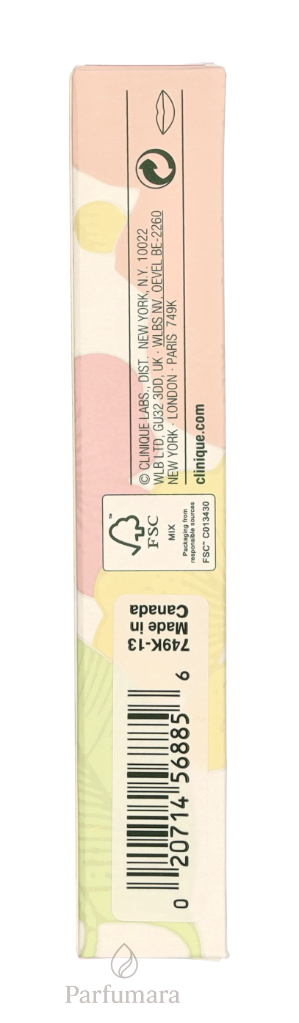 © CLINIQUE LABS., DIST. NEW YORK, N.Y. 10022
WLB LTD, GU32 3DD, UK · WLBS NV. OEVEL BE-2260
NEW YORK · LONDON · PARIS 749K
clinique.com
™
FSC
MIX
Packaging from
responsible sources
FSC™ C013430
749K-13
Made in
Canada
0 20714 56885 6
Parfumara